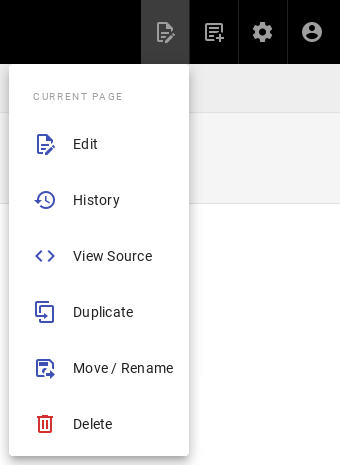 CURRENT PAGE
Edit
History
View Source
Duplicate
Move / Rename
Delete